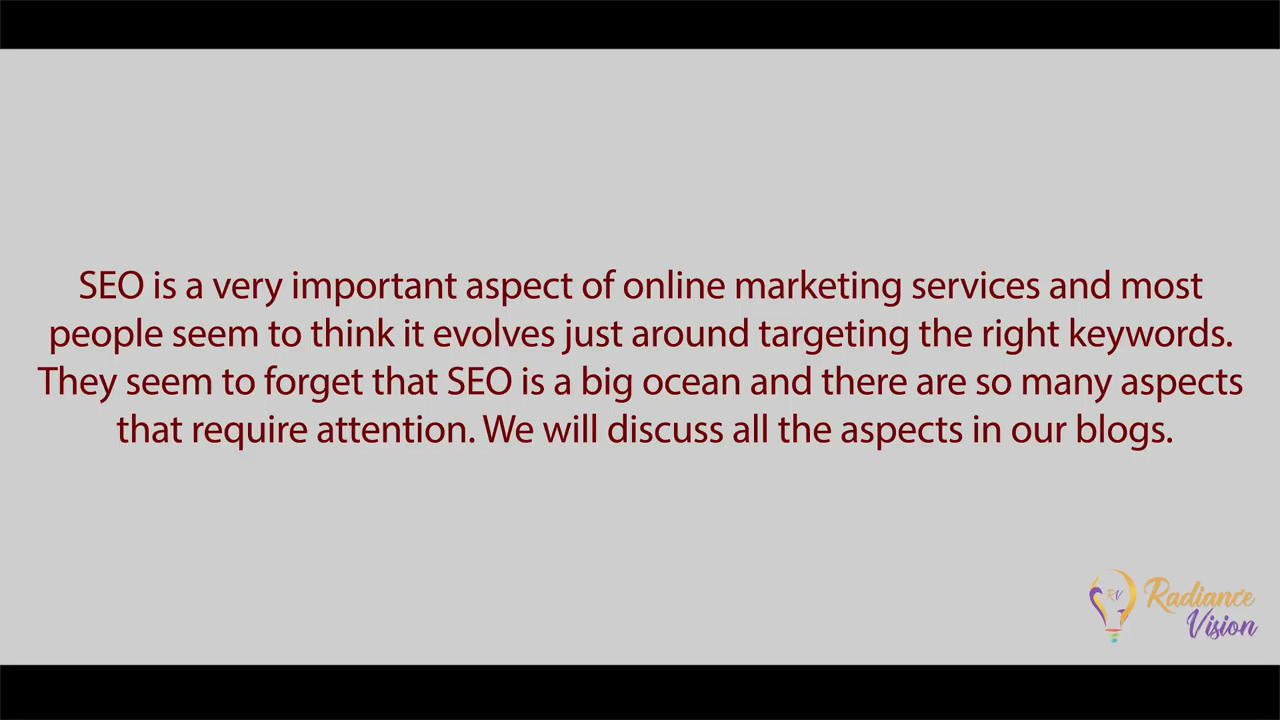 SEO is a very important aspect of online marketing services and most
people seem to think it evolves just around targeting the right keywords.
They seem to forget that SEO is a big ocean and there are so many aspects
that require attention. We will discuss all the aspects in our blogs.
RV
Radiance
Vision